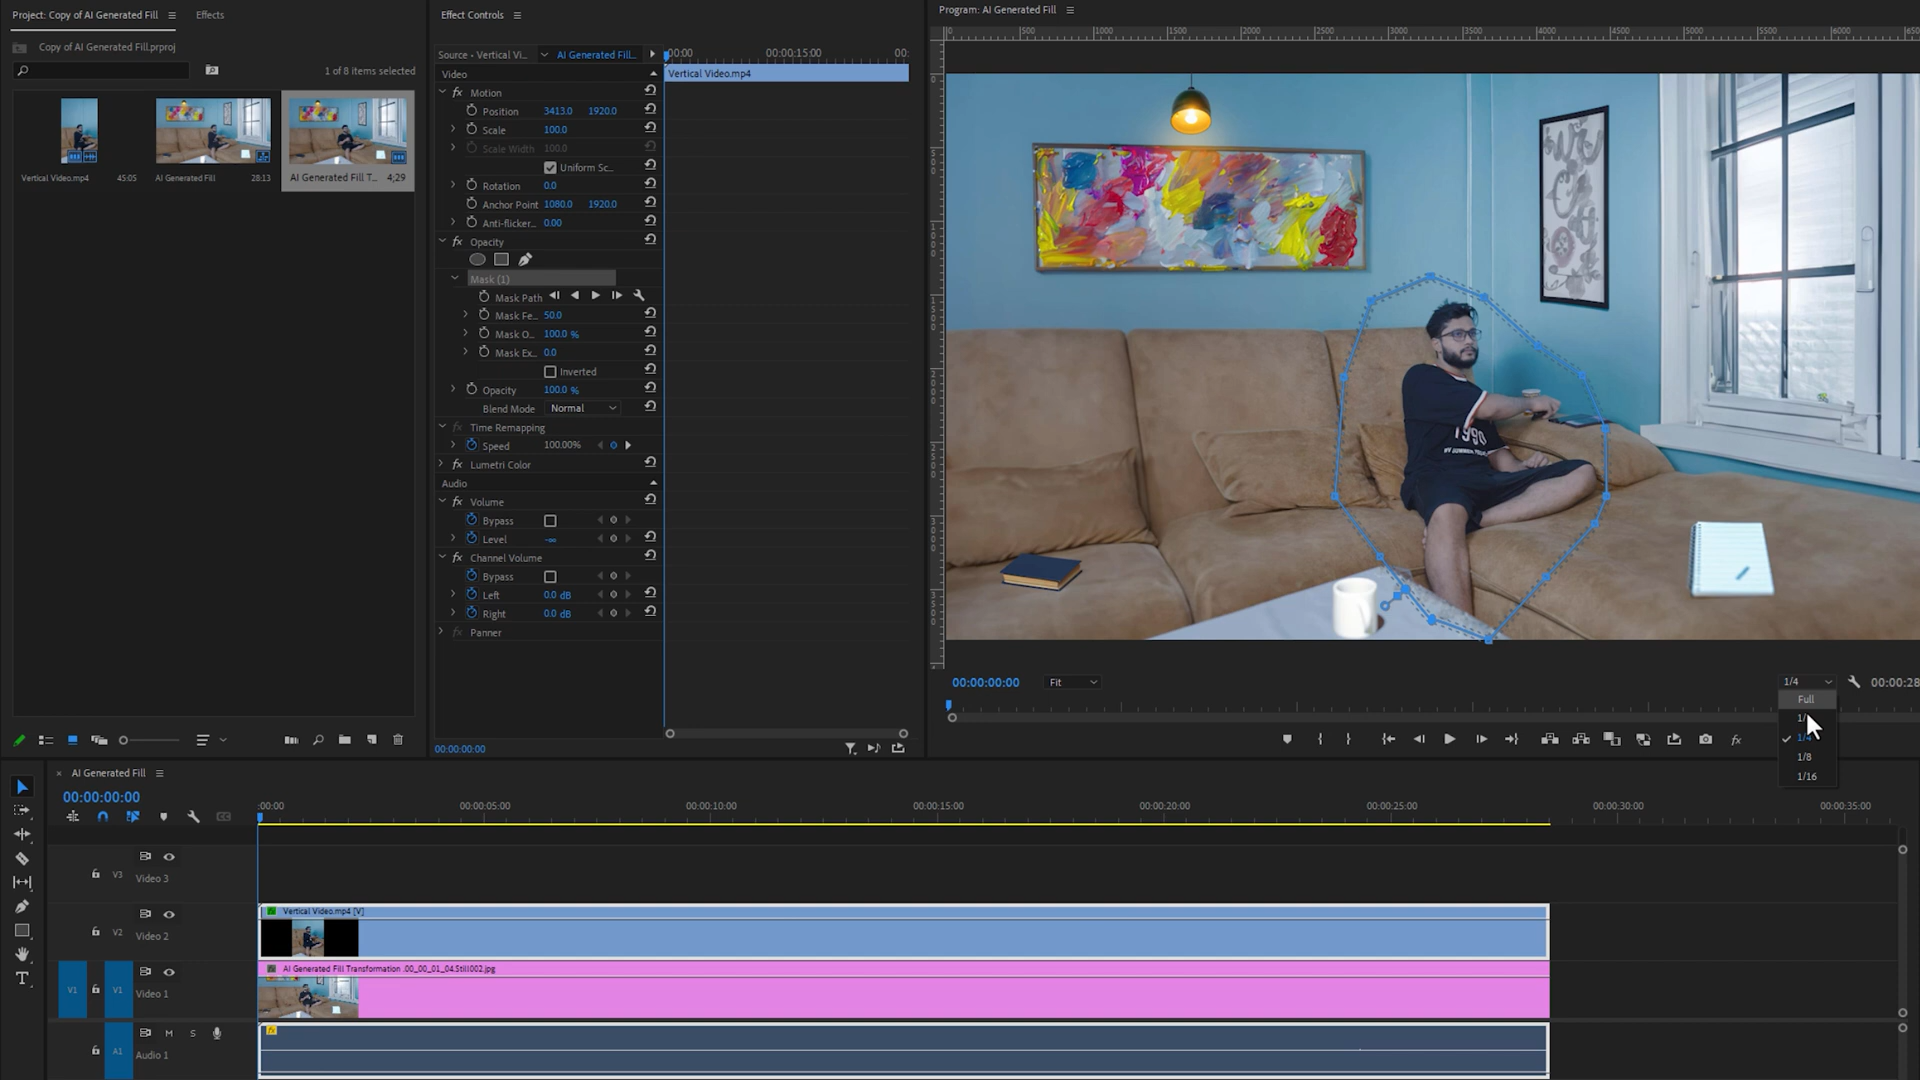 Project: Copy of AI Generated Fill
Effects
Copy of AI Generated Fill.prproj
1 of 8 items selected
Vertical Video.mp4
45:05
AI Generated Fill
28:13
AI Generated Fill T...
4;29
Effect Controls
Source • Vertical Vi...
AI Generated Fill...
:00:00
00:00:15:00
00:
Video
Vertical Video.mp4
Motion
Position
3413.0
1920.0
Scale
100.0
Scale Width
100.0
Uniform Sc...
Rotation
0.0
Anchor Point
1080.0
1920.0
Anti-flicker...
0.00
Opacity
Mask (1)
Mask Path
Mask Fe...
50.0
Mask O...
100.0 %
Mask Ex...
0.0
Inverted
Opacity
100.0 %
Blend Mode
Normal
Time Remapping
Speed
100.00%
Lumetri Color
Audio
Volume
Bypass
Level
-∞
Channel Volume
Bypass
Left
0.0 dB
Right
0.0 dB
Panner
00:00:00:00
Program: AI Generated Fill
1990
00:00:00:00
Fit
1/4
00:00:28
Full
1/4
1/8
1/16
AI Generated Fill
00:00:00:00
:00:00
00:00:05:00
00:00:10:00
00:00:15:00
00:00:20:00
00:00:25:00
00:00:30:00
00:00:35:00
V3
Video 3
V2
Video 2
Vertical Video.mp4 [V]
V1
V1
Video 1
AI Generated Fill Transformation .00_00_01_04.Still002.jpg
M
S
A1
Audio 1